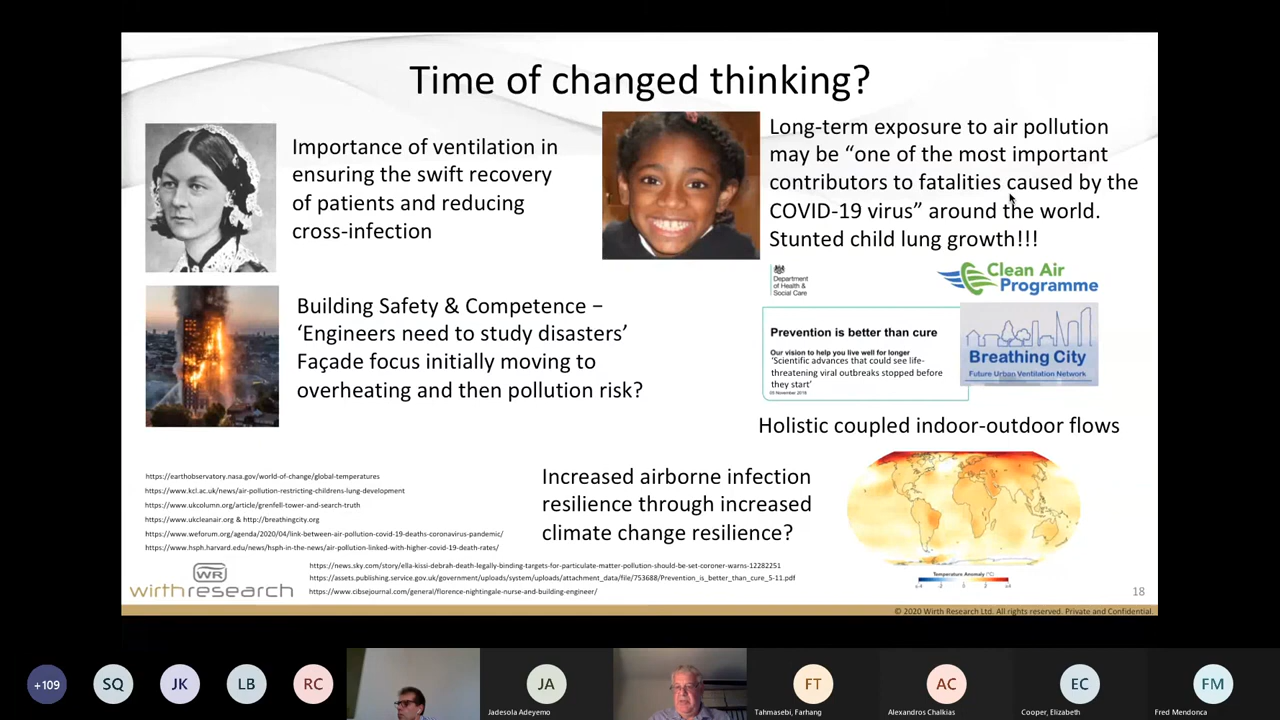 Time of changed thinking?
Importance of ventilation in
ensuring the swift recovery
of patients and reducing
cross-infection
Long-term exposure to air pollution
may be “one of the most important
contributors to fatalities caused by the
COVID-19 virus” around the world.
Stunted child lung growth!!!
Building Safety & Competence –
‘Engineers need to study disasters’
Façade focus initially moving to
overheating and then pollution risk?
Department
of Health &
Social Care
Clean Air
Programme
Prevention is better than cure
Our vision to help you live well for longer
‘Scientific advances that could see life-
threatening viral outbreaks stopped before
they start’
05 November 2018
Breathing City
Future Urban Ventilation Network
Holistic coupled indoor-outdoor flows
Increased airborne infection
resilience through increased
climate change resilience?
Temperature Anomaly (°C)
-4 -2 0 +2 +4
https://earthobservatory.nasa.gov/world-of-change/global-temperatures
https://www.kcl.ac.uk/news/air-pollution-restricting-childrens-lung-development
https://www.ukcolumn.org/article/grenfell-tower-and-search-truth
https://www.ukcleanair.org & http://breathingcity.org
https://www.weforum.org/agenda/2020/04/link-between-air-pollution-covid-19-deaths-coronavirus-pandemic/
https://www.hsph.harvard.edu/news/hsph-in-the-news/air-pollution-linked-with-higher-covid-19-death-rates/
https://news.sky.com/story/ella-kissi-debrah-death-legally-binding-targets-for-particulate-matter-pollution-should-be-set-coroner-warns-12282251
https://assets.publishing.service.gov.uk/government/uploads/system/uploads/attachment_data/file/753688/Prevention_is_better_than_cure_5-11.pdf
https://www.cibsejournal.com/general/florence-nightingale-nurse-and-building-engineer/
WR
wirthresearch
18
© 2020 Wirth Research Ltd. All rights reserved. Private and Confidential.
+109
SQ
JK
LB
RC
JA
FT
AC
EC
FM
Jadesola Adeyemo
Tahmasebi, Farhang
Alexandros Chalkias
Cooper, Elizabeth
Fred Mendonca